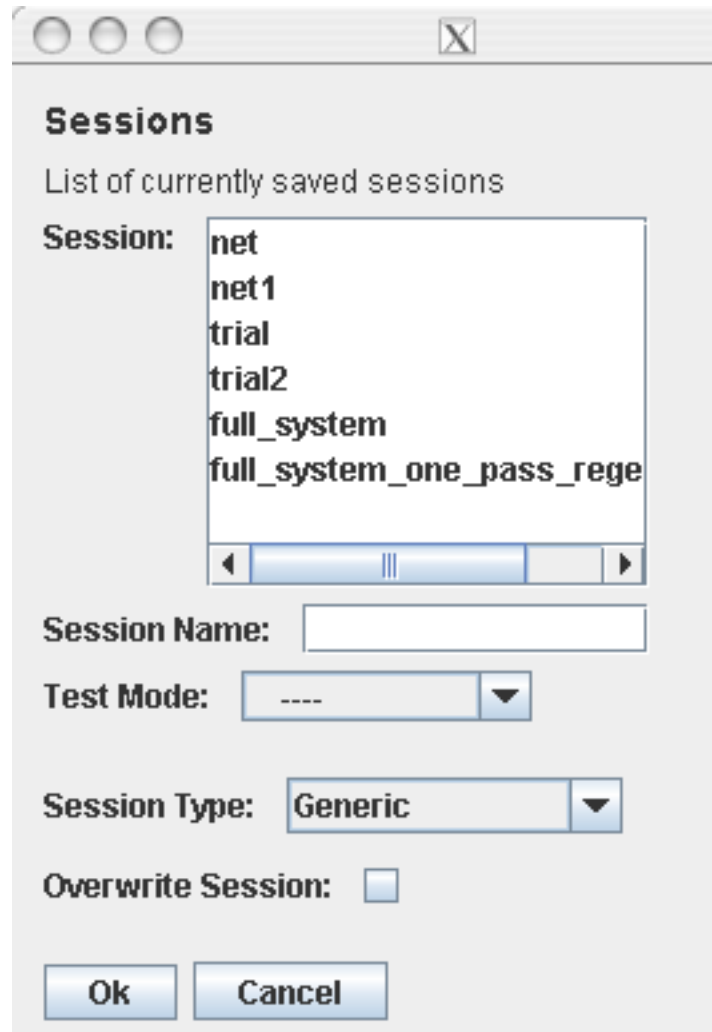 X
Sessions
List of currently saved sessions
Session:
net
net1
trial
trial2
full_system
full_system_one_pass_rege
Session Name:
Test Mode: ----
Session Type: Generic
Overwrite Session:
Ok Cancel